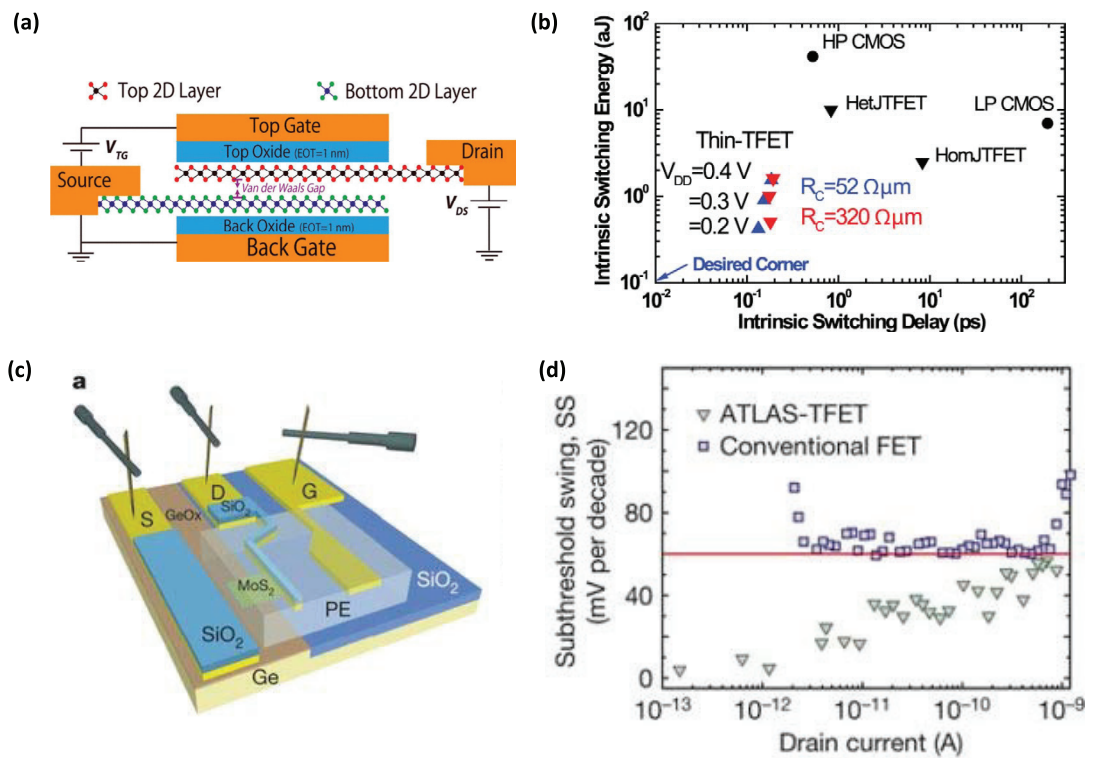 (a)
Top 2D Layer
Bottom 2D Layer
Top Gate
Top Oxide (EOT=1 nm)
V_TG
Drain
Source
Van der Waals Gap
V_DS
Back Oxide (EOT=1 nm)
Back Gate
(b)
Intrinsic Switching Energy (aJ)
10^2
10^1
10^0
10^-1
HP CMOS
HetJTFET
LP CMOS
Thin-TFET
HomJTFET
V_DD=0.4 V
=0.3 V
=0.2 V
R_C=52 Ωμm
R_C=320 Ωμm
Desired Corner
10^-2
10^-1
10^0
10^1
10^2
Intrinsic Switching Delay (ps)
(c)
a
S
D
G
SiO2
GeOx
MoS2
SiO2
PE
SiO2
Ge
(d)
Subthreshold swing, SS
(mV per decade)
120
80
40
0
ATLAS-TFET
Conventional FET
10^-13
10^-12
10^-11
10^-10
10^-9
Drain current (A)